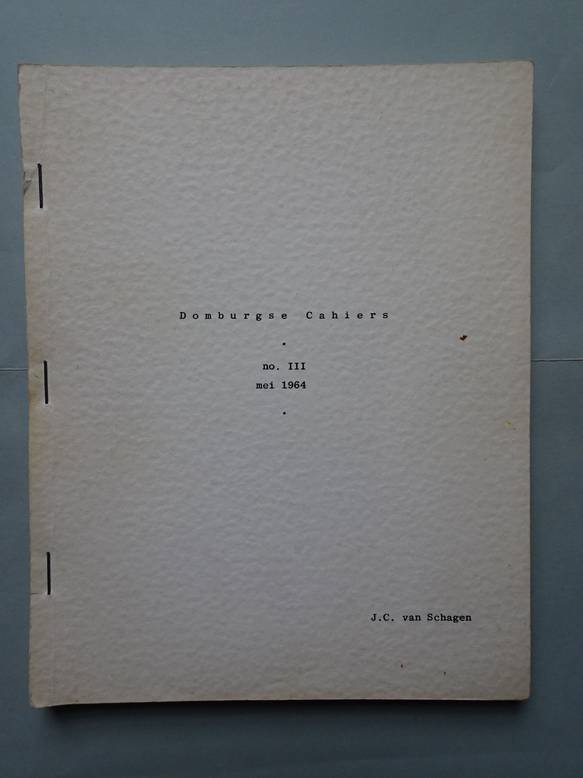 Domburgse Cahiers
.
no. III
mei 1964
.
J.C. van Schagen